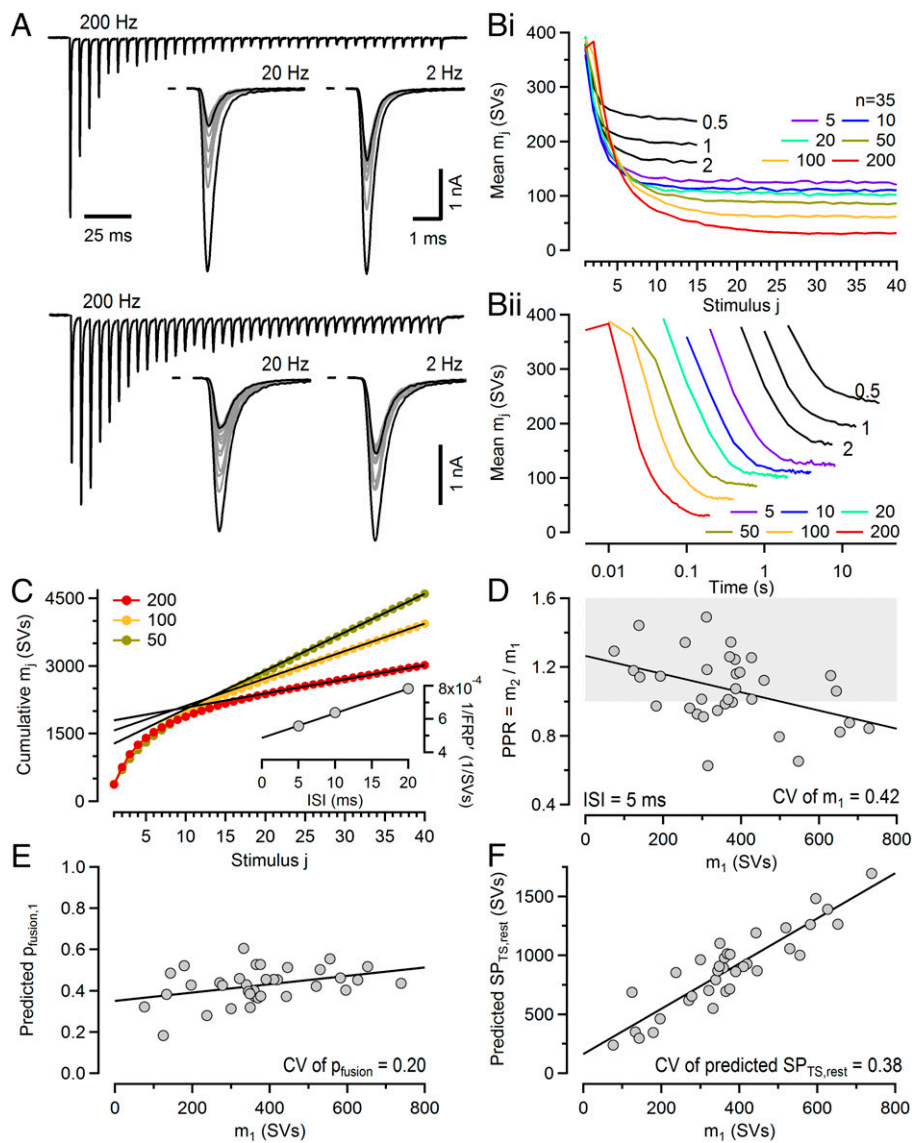 A
200 Hz
20 Hz
2 Hz
25 ms
1 nA
1 ms
200 Hz
20 Hz
2 Hz
1 nA
Bi
400
300
200
100
0
Mean mj (SVs)
n=35
0.5
1
2
5 10
20 50
100 200
5 10 15 20 25 30 35 40
Stimulus j
Bii
400
300
200
100
0
Mean mj (SVs)
0.5
1
2
5 10 20
50 100 200
0.01 0.1 1 10
Time (s)
C
4500
3000
1500
0
Cumulative mj (SVs)
200
100
50
8x10-4
6
4
1/FRP' (1/SVs)
0 5 10 15 20
ISI (ms)
5 10 15 20 25 30 35 40
Stimulus j
D
1.6
1.2
0.8
0.4
PPR = m2 / m1
ISI = 5 ms
CV of m1 = 0.42
0 200 400 600 800
m1 (SVs)
E
1.0
0.8
0.6
0.4
0.2
0.0
Predicted pfusion,1
CV of pfusion = 0.20
0 200 400 600 800
m1 (SVs)
F
1500
1000
500
0
Predicted SPTS,rest (SVs)
CV of predicted SPTS,rest = 0.38
0 200 400 600 800
m1 (SVs)